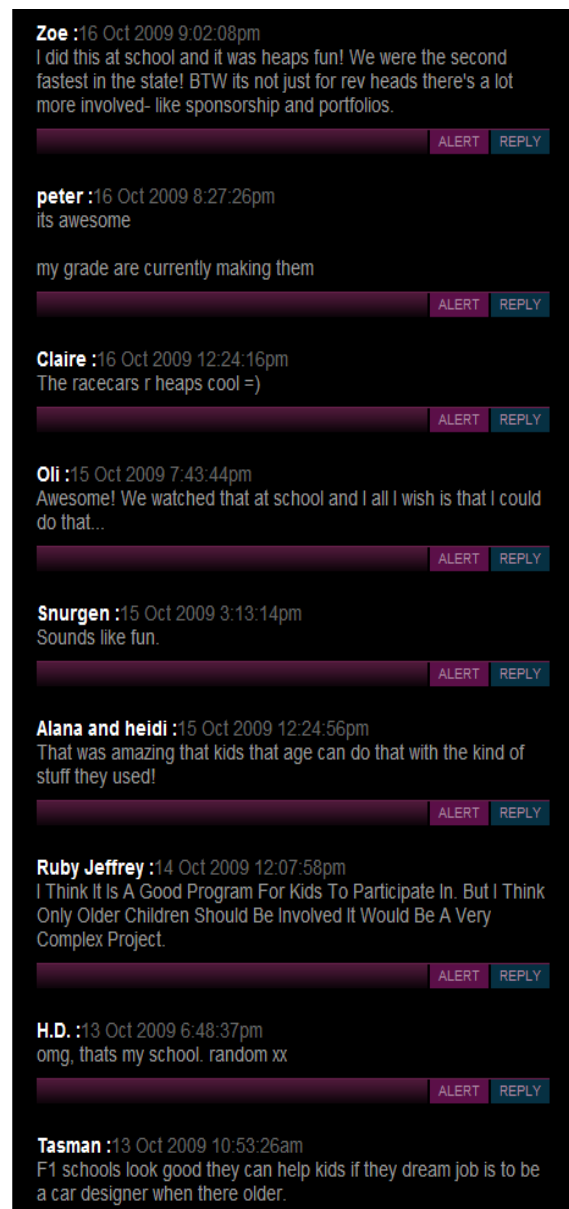 Zoe :16 Oct 2009 9:02:08pm
I did this at school and it was heaps fun! We were the second
fastest in the state! BTW its not just for rev heads there's a lot
more involved- like sponsorship and portfolios.
ALERT REPLY
peter :16 Oct 2009 8:27:26pm
its awesome
my grade are currently making them
ALERT REPLY
Claire :16 Oct 2009 12:24:16pm
The racecars r heaps cool =)
ALERT REPLY
Oli :15 Oct 2009 7:43:44pm
Awesome! We watched that at school and I all I wish is that I could
do that...
ALERT REPLY
Snurgen :15 Oct 2009 3:13:14pm
Sounds like fun.
ALERT REPLY
Alana and heidi :15 Oct 2009 12:24:56pm
That was amazing that kids that age can do that with the kind of
stuff they used!
ALERT REPLY
Ruby Jeffrey :14 Oct 2009 12:07:58pm
I Think It Is A Good Program For Kids To Participate In. But I Think
Only Older Children Should Be Involved It Would Be A Very
Complex Project.
ALERT REPLY
H.D. :13 Oct 2009 6:48:37pm
omg, thats my school. random xx
ALERT REPLY
Tasman :13 Oct 2009 10:53:26am
F1 schools look good they can help kids if they dream job is to be
a car designer when there older.